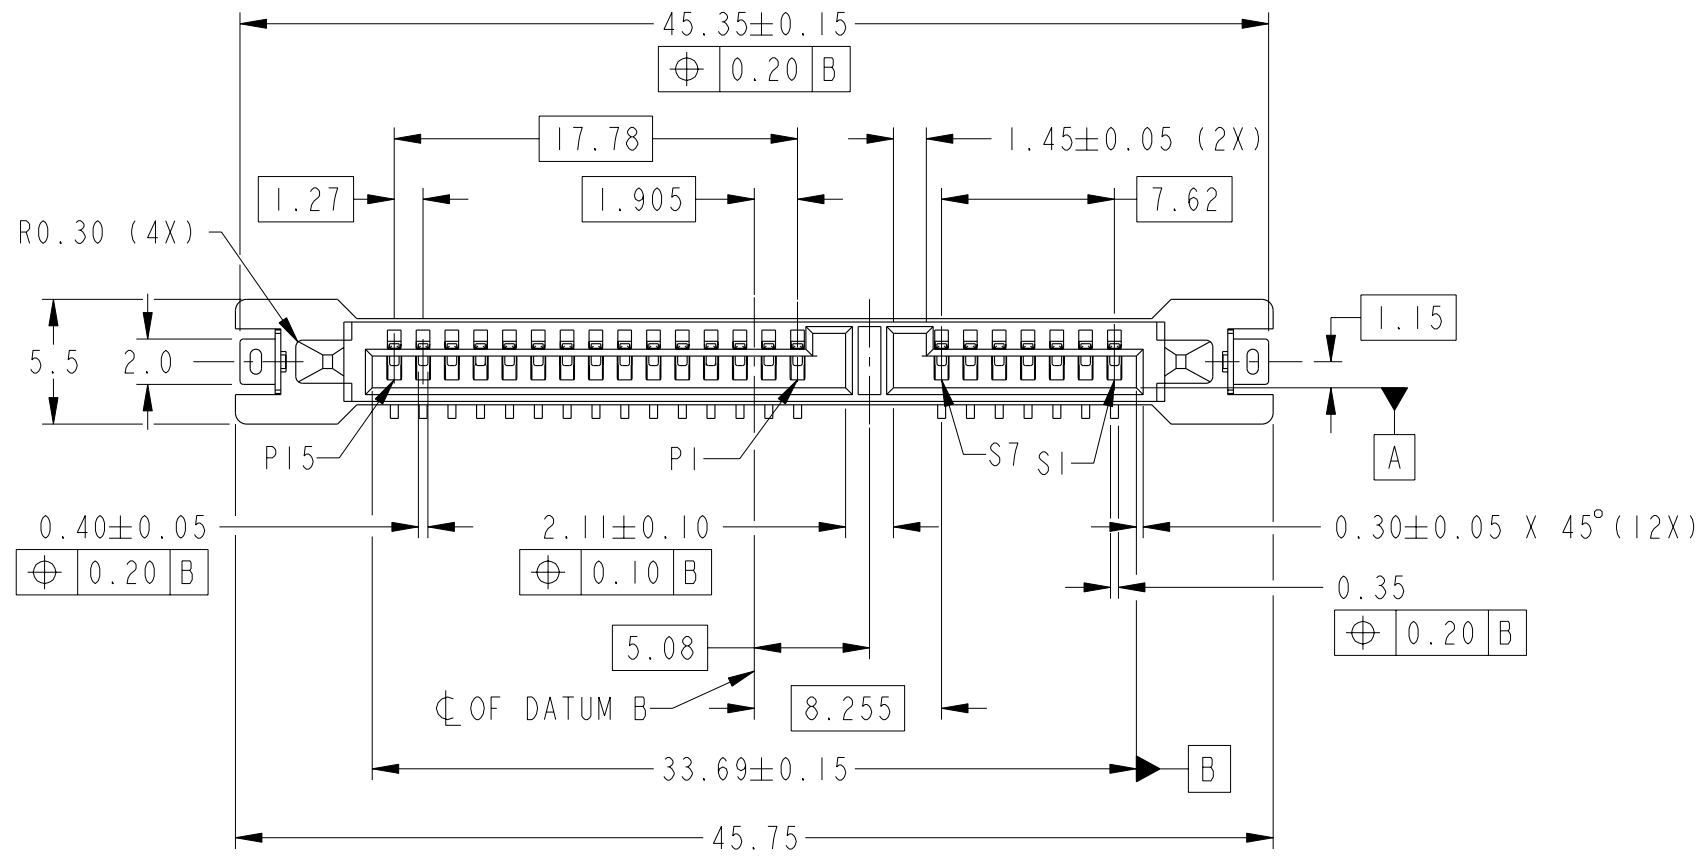 45.35±0.15
⌖ 0.20 B
17.78
1.45±0.05 (2X)
1.27
1.905
7.62
R0.30 (4X)
1.15
5.5
2.0
P15
P1
S7
S1
A
0.40±0.05
⌖ 0.20 B
2.11±0.10
⌖ 0.10 B
0.30±0.05 X 45° (12X)
0.35
⌖ 0.20 B
5.08
℄ OF DATUM B
8.255
33.69±0.15
B
45.75